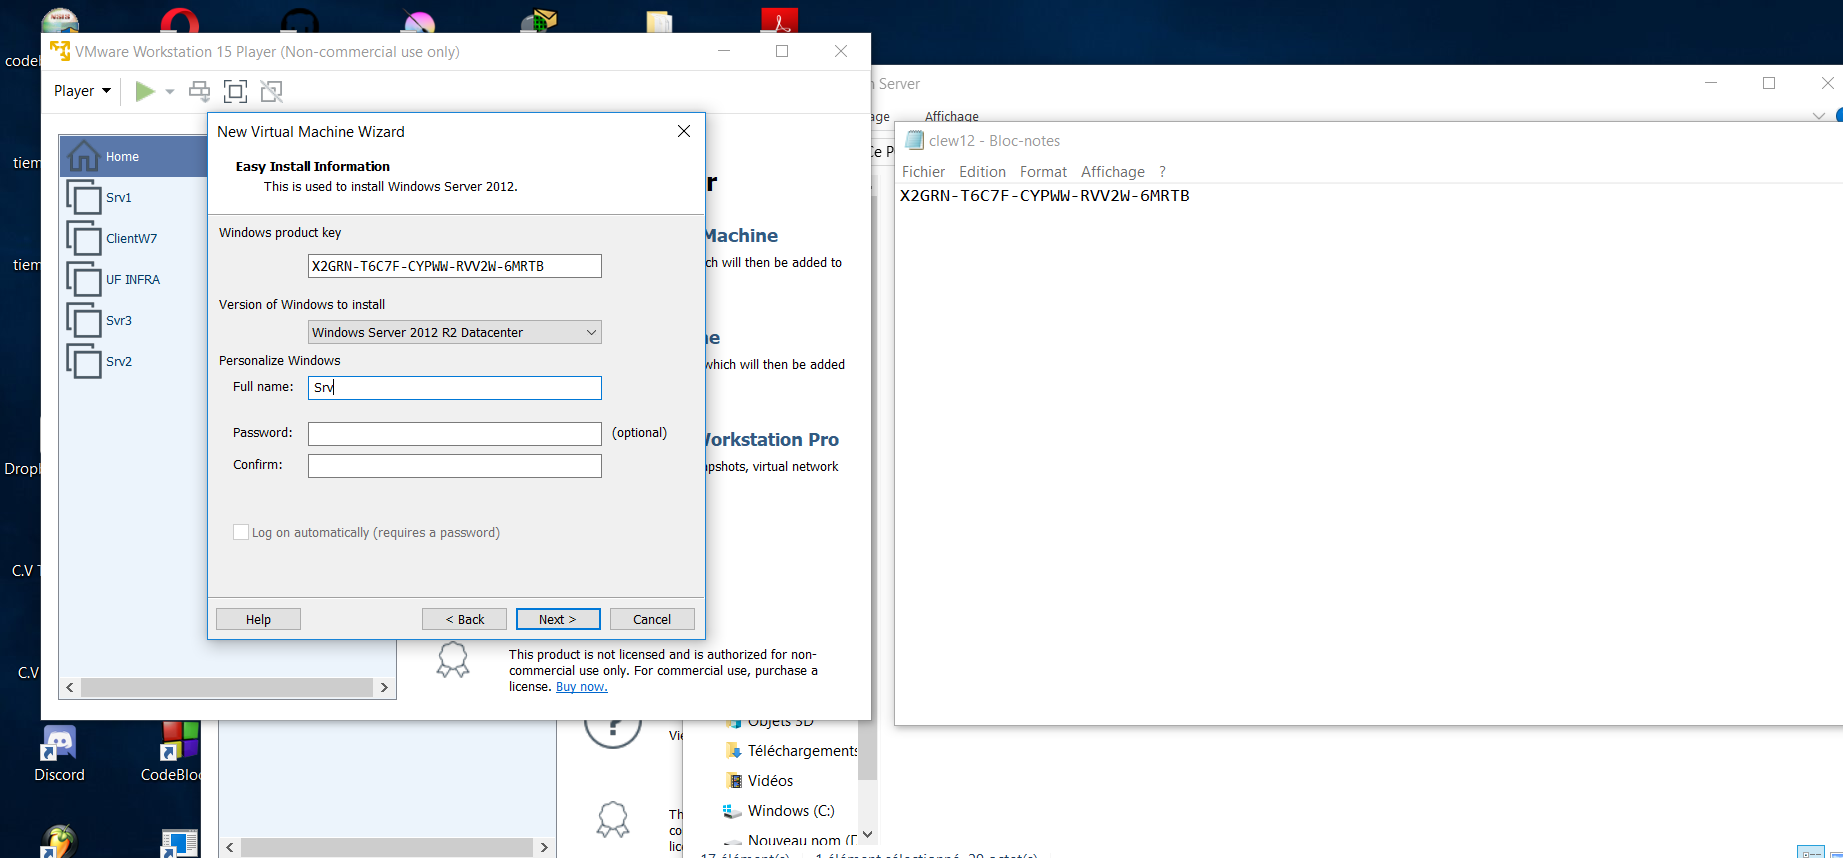 codel
tiem
tiem
Dropl
C.V T
C.V
Discord
CodeBloc
VMware Workstation 15 Player (Non-commercial use only)
Player
Home
Srv1
ClientW7
UF INFRA
Svr3
Srv2
New Virtual Machine Wizard
Easy Install Information
This is used to install Windows Server 2012.
Windows product key
X2GRN-T6C7F-CYPWW-RVV2W-6MRTB
Version of Windows to install
Windows Server 2012 R2 Datacenter
Personalize Windows
Full name: Srv
Password: (optional)
Confirm:
Log on automatically (requires a password)
Help < Back Next > Cancel
r
Machine
ch will then be added to
ne
which will then be added
Workstation Pro
apshots, virtual network
This product is not licensed and is authorized for non-
commercial use only. For commercial use, purchase a
license. Buy now.
n Server
age Affichage
Ce P
clew12 - Bloc-notes
Fichier Edition Format Affichage ?
X2GRN-T6C7F-CYPWW-RVV2W-6MRTB
?
Vie
Th
co
lice
Objets 3D
Téléchargements
Vidéos
Windows (C:)
Nouveau nom (D
17 élément(s) 1 élément sélectionné